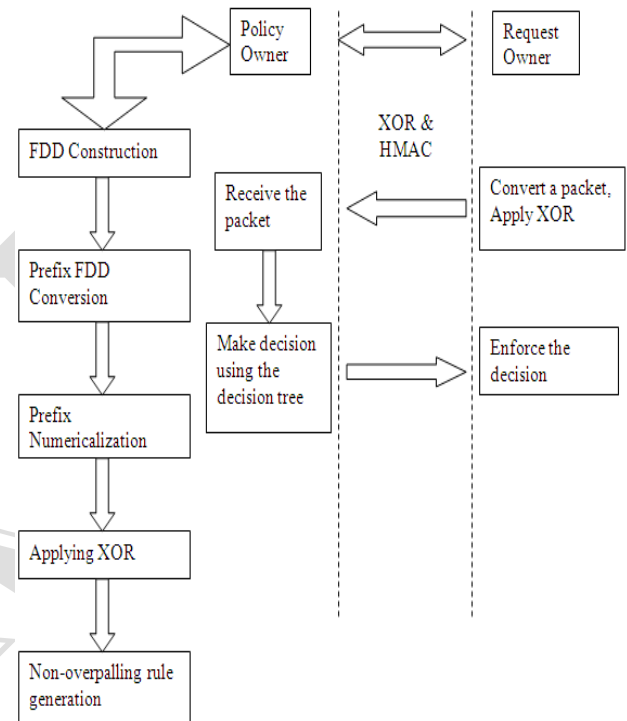 Policy
Owner
Request
Owner
XOR &
HMAC
FDD Construction
Receive the
packet
Convert a packet,
Apply XOR
Prefix FDD
Conversion
Make decision
using the
decision tree
Enforce the
decision
Prefix
Numericalization
Applying XOR
Non-overpalling rule
generation